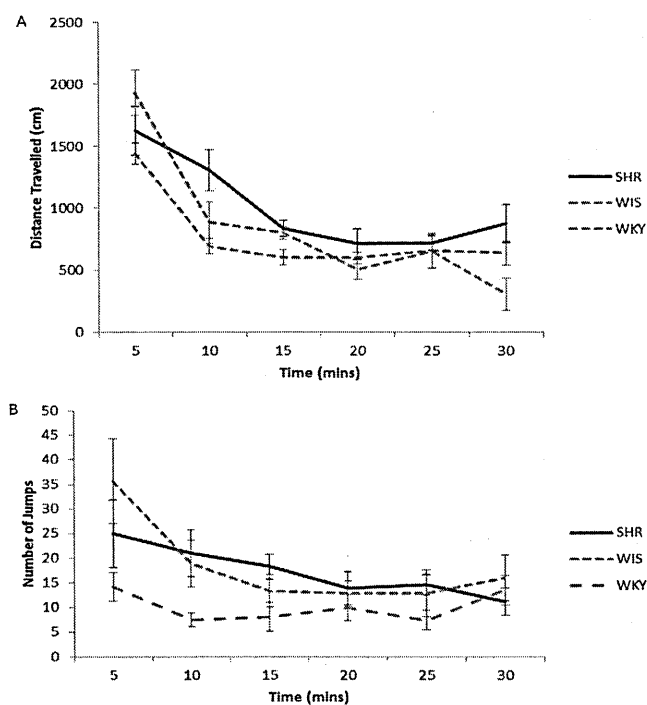 A
2500
2000
1500
1000
500
0
Distance Travelled (cm)
5 10 15 20 25 30
Time (mins)
SHR
WIS
WKY
B
50
45
40
35
30
25
20
15
10
5
0
Number of Jumps
5 10 15 20 25 30
Time (mins)
SHR
WIS
WKY